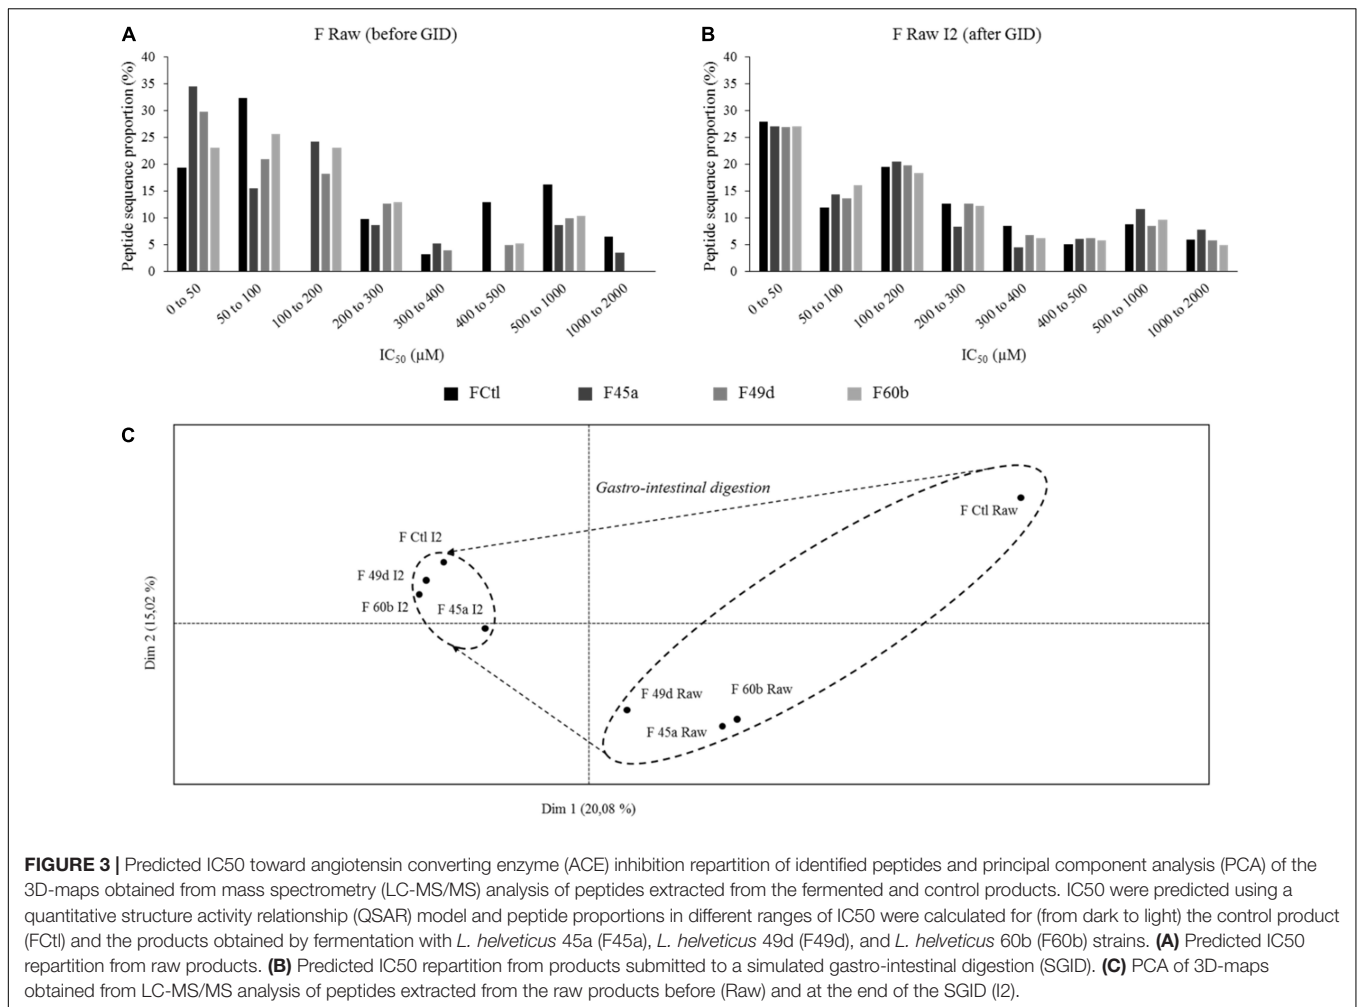 A
F Raw (before GID)
Peptide sequence proportion (%)
40
35
30
25
20
15
10
5
0
0 to 50
50 to 100
100 to 200
200 to 300
300 to 400
400 to 500
500 to 1000
1000 to 2000
IC50 (µM)
B
F Raw I2 (after GID)
Peptide sequence proportion (%)
40
35
30
25
20
15
10
5
0
0 to 50
50 to 100
100 to 200
200 to 300
300 to 400
400 to 500
500 to 1000
1000 to 2000
IC50 (µM)
FCtl F45a F49d F60b
C
Gastro-intestinal digestion
F Ctl Raw
F Ctl I2
F 49d I2
F 60b I2
F 45a I2
F 49d Raw
F 60b Raw
F 45a Raw
Dim 2 (15,02 %)
Dim 1 (20,08 %)
FIGURE 3 | Predicted IC50 toward angiotensin converting enzyme (ACE) inhibition repartition of identified peptides and principal component analysis (PCA) of the
3D-maps obtained from mass spectrometry (LC-MS/MS) analysis of peptides extracted from the fermented and control products. IC50 were predicted using a
quantitative structure activity relationship (QSAR) model and peptide proportions in different ranges of IC50 were calculated for (from dark to light) the control product
(FCtl) and the products obtained by fermentation with L. helveticus 45a (F45a), L. helveticus 49d (F49d), and L. helveticus 60b (F60b) strains. (A) Predicted IC50
repartition from raw products. (B) Predicted IC50 repartition from products submitted to a simulated gastro-intestinal digestion (SGID). (C) PCA of 3D-maps
obtained from LC-MS/MS analysis of peptides extracted from the raw products before (Raw) and at the end of the SGID (I2).